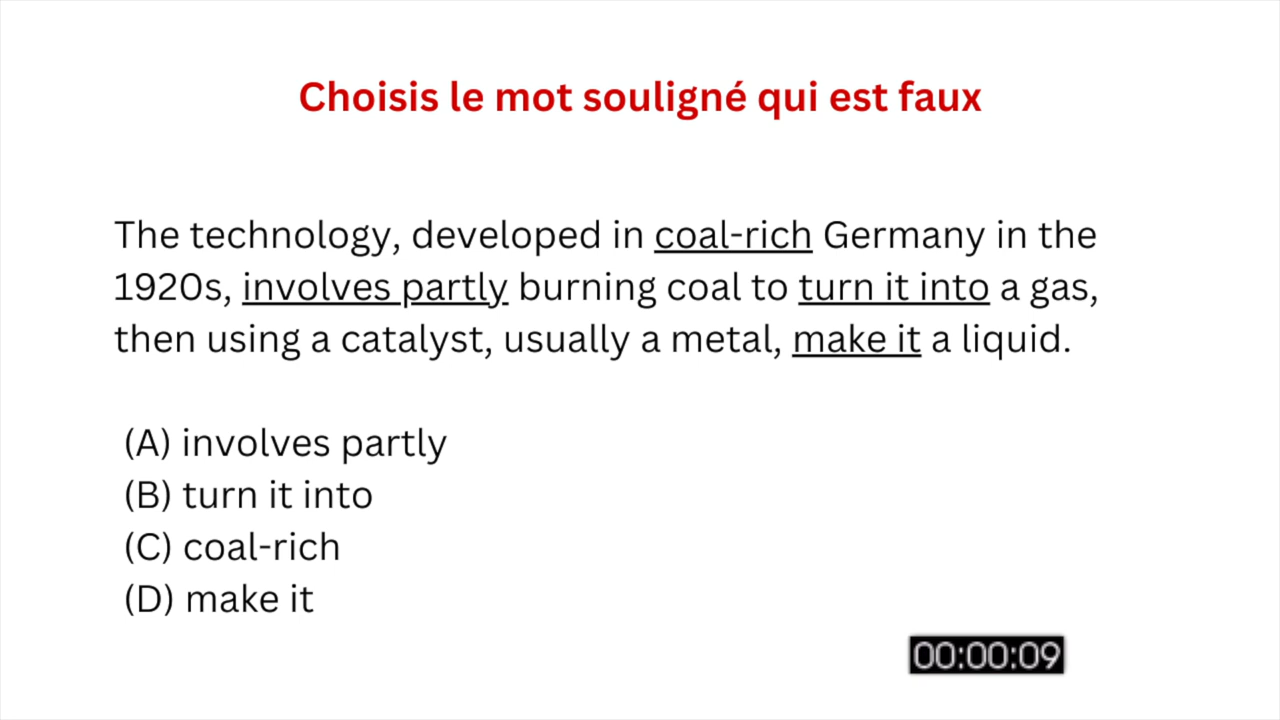 Choisis le mot souligné qui est faux
The technology, developed in coal-rich Germany in the
1920s, involves partly burning coal to turn it into a gas,
then using a catalyst, usually a metal, make it a liquid.
(A) involves partly
(B) turn it into
(C) coal-rich
(D) make it
00:00:09